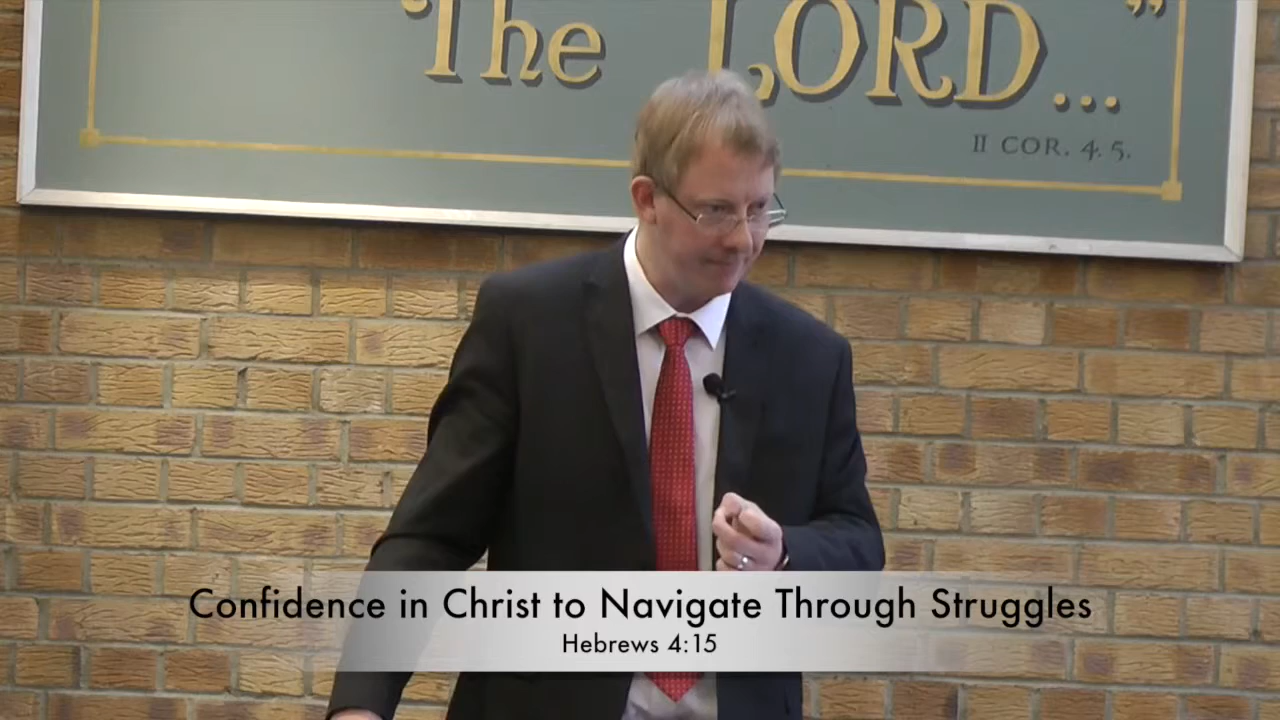 The LORD..."
II COR. 4. 5.
Confidence in Christ to Navigate Through Struggles
Hebrews 4:15